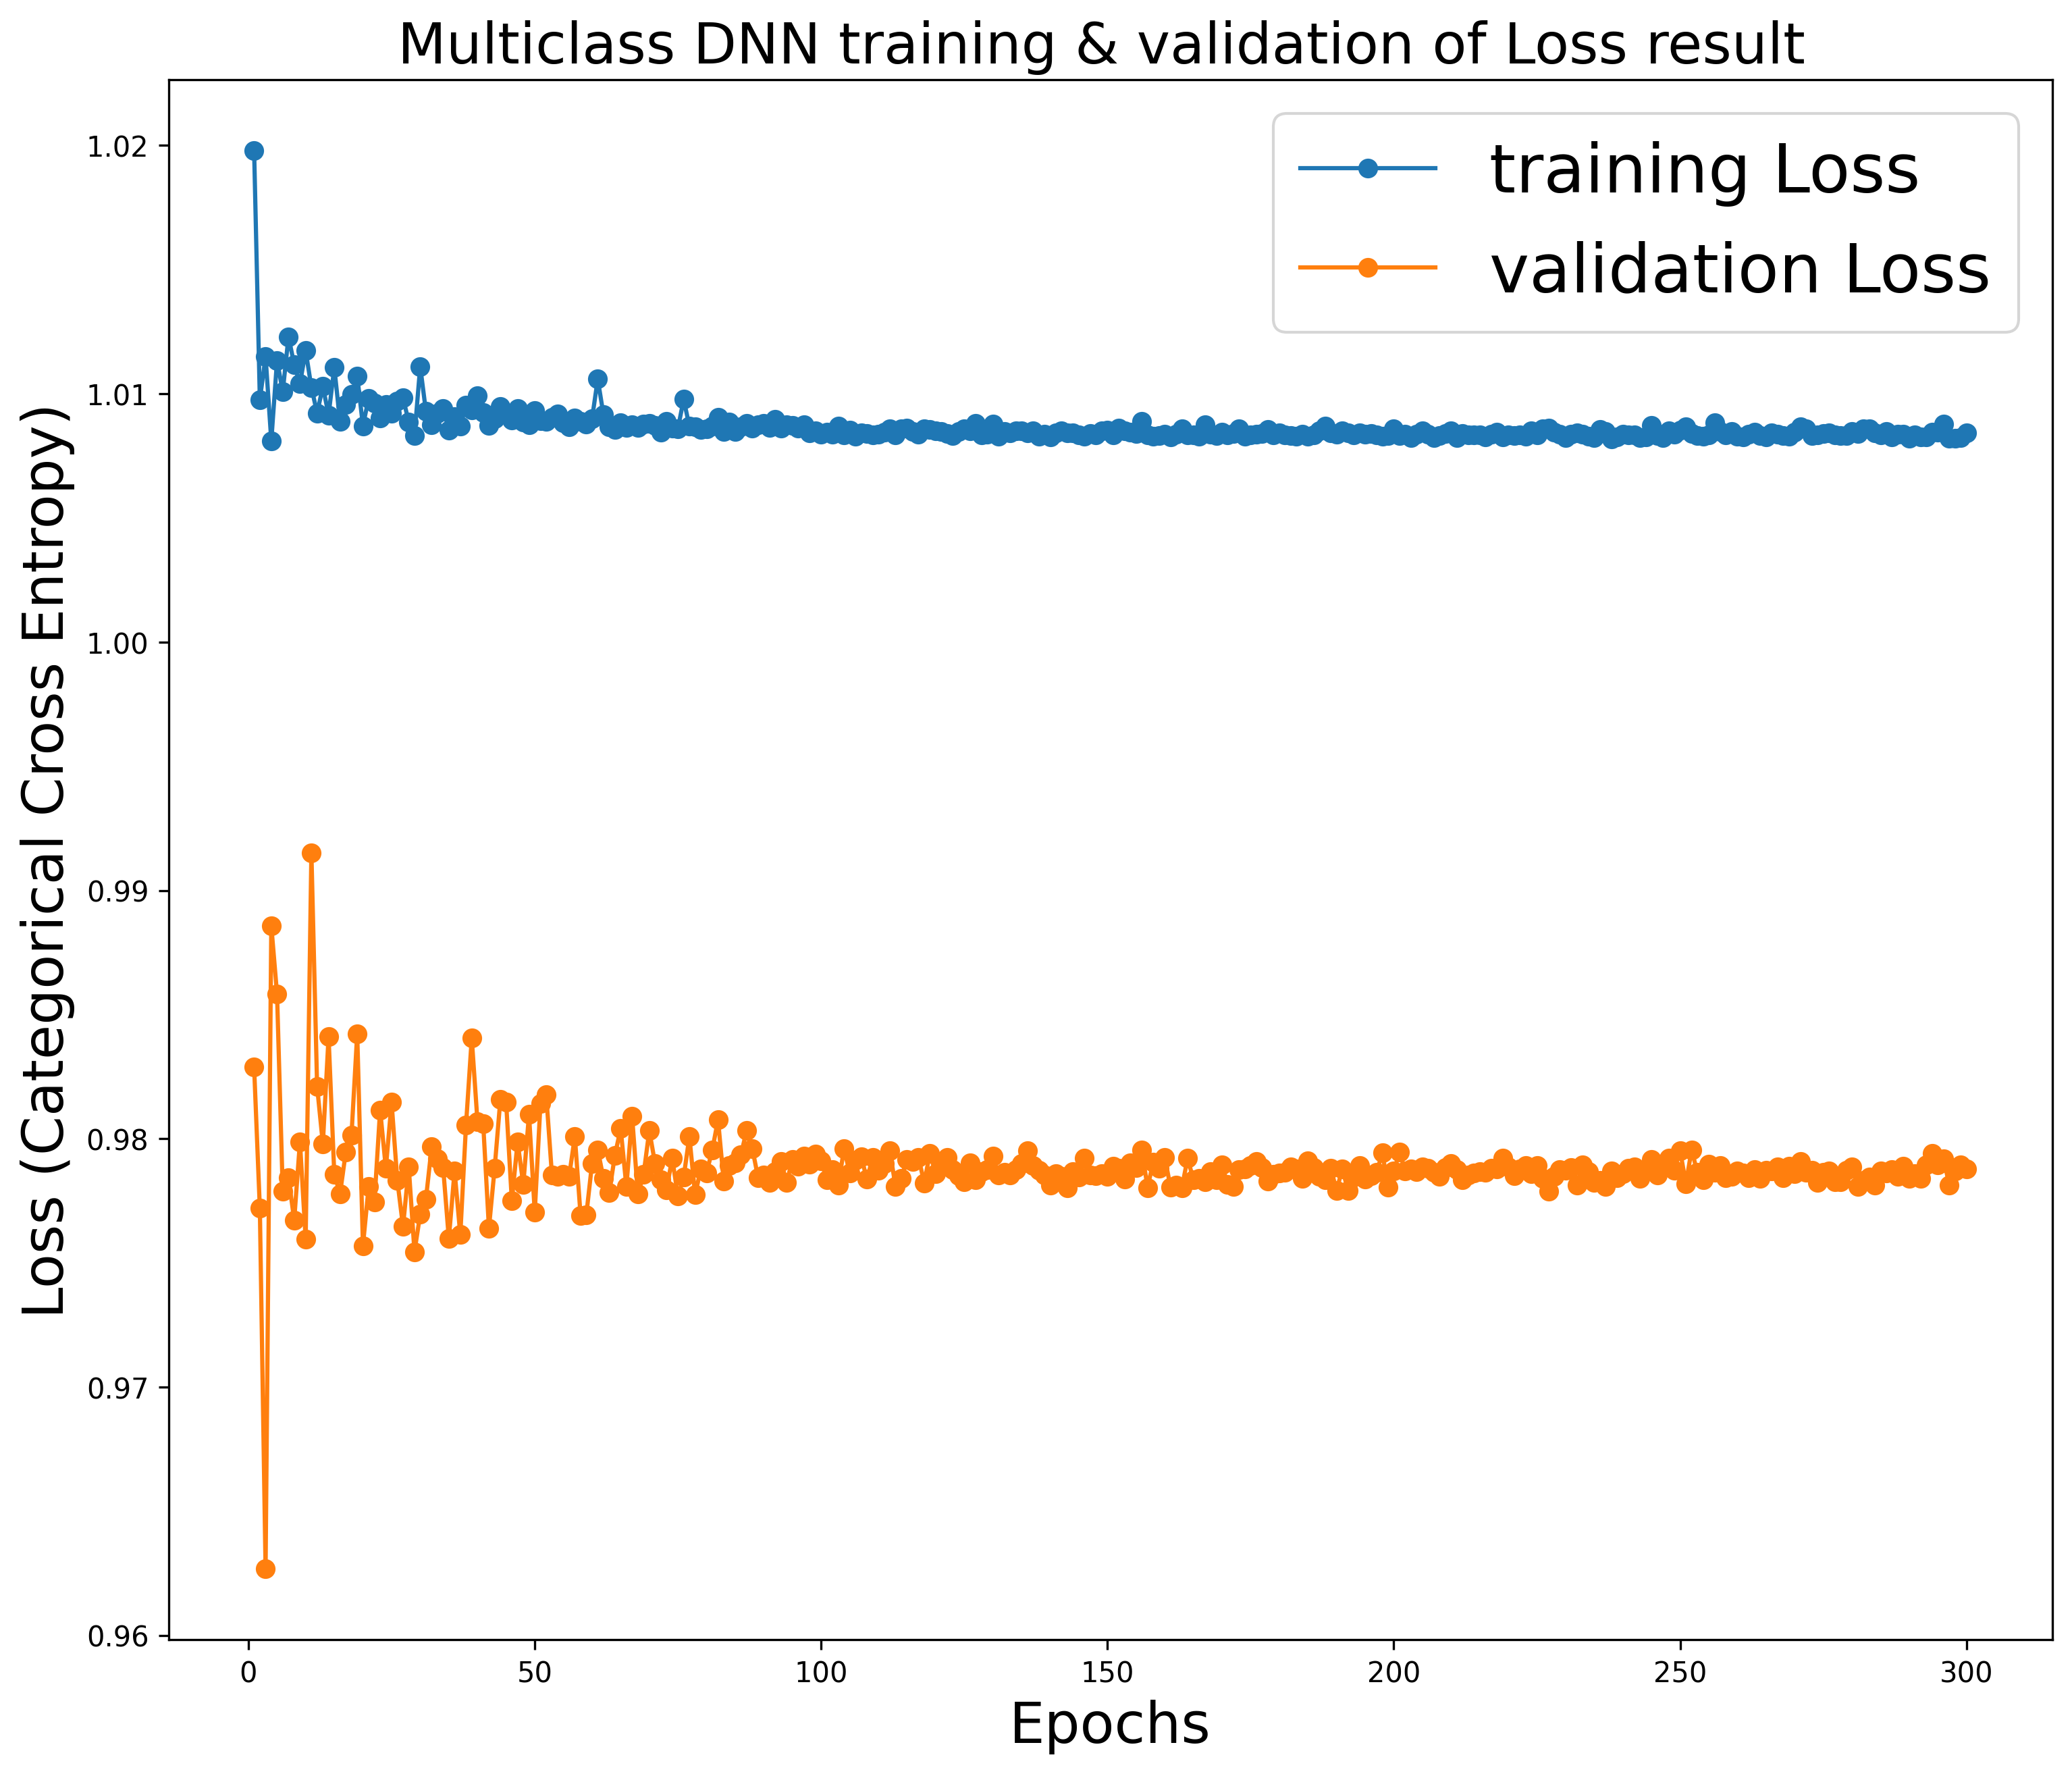 Multiclass DNN training & validation of Loss result
training Loss
validation Loss
Loss (Categorical Cross Entropy)
1.02
1.01
1.00
0.99
0.98
0.97
0.96
0 50 100 150 200 250 300
Epochs